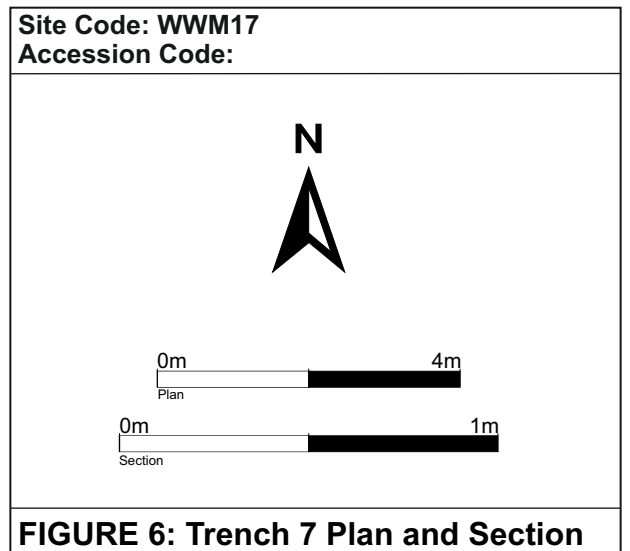 Site Code: WWM17
Accession Code:
N
0m 4m
Plan
0m 1m
Section
FIGURE 6: Trench 7 Plan and Section